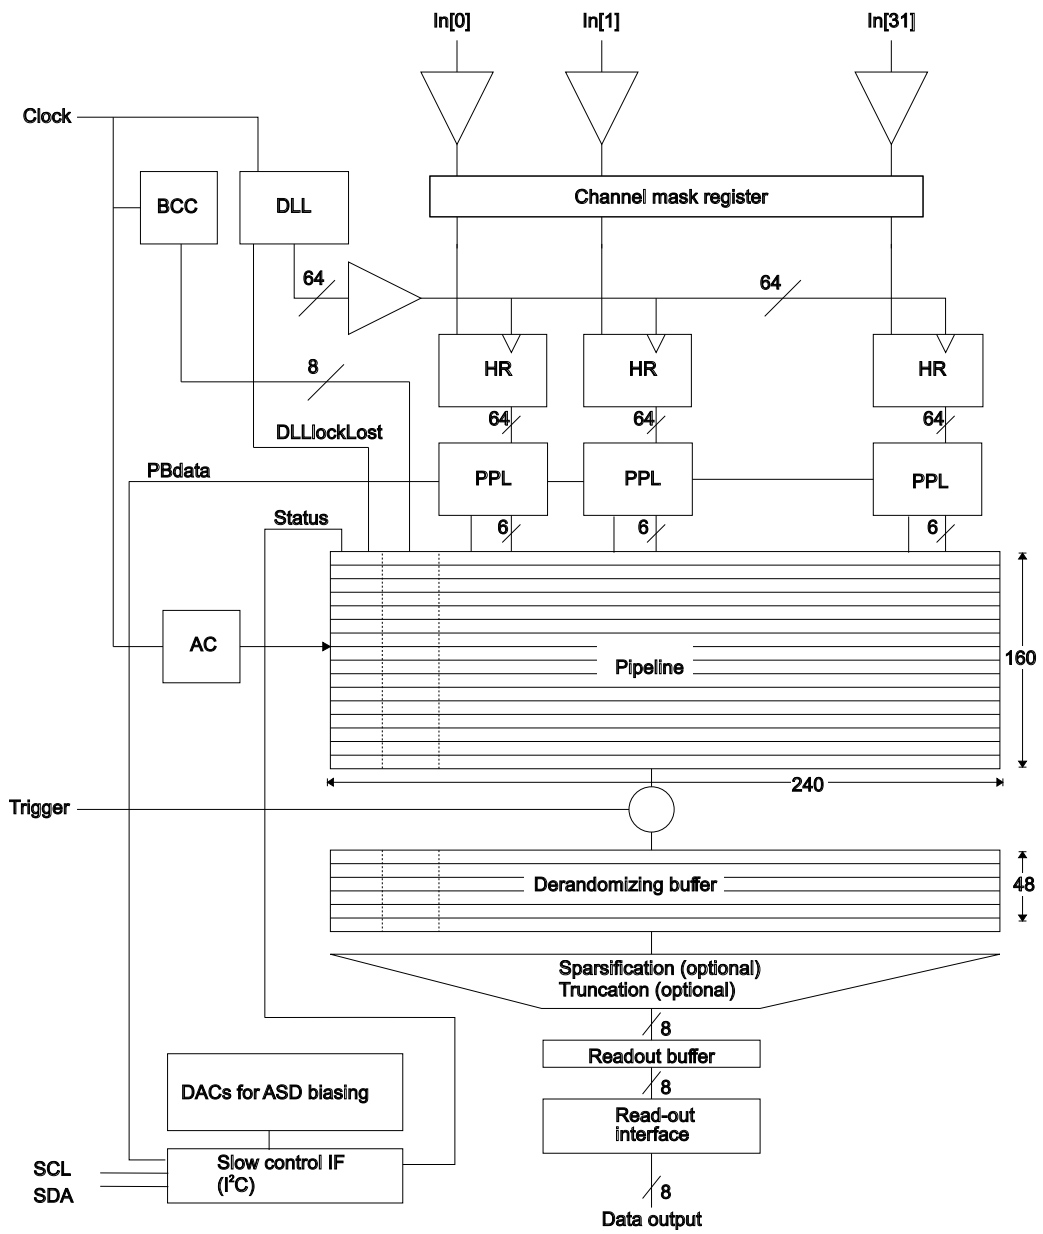 In[0]
In[1]
In[31]
Clock
Channel mask register
BCC
DLL
64
64
HR
HR
HR
8
64
64
64
DLLlockLost
PBdata
PPL
PPL
PPL
Status
6
6
6
AC
Pipeline
160
240
Trigger
Derandomizing buffer
48
Sparsification (optional)
Truncation (optional)
8
Readout buffer
8
DACs for ASD biasing
Read-out
interface
SCL
SDA
Slow control IF
(I²C)
8
Data output